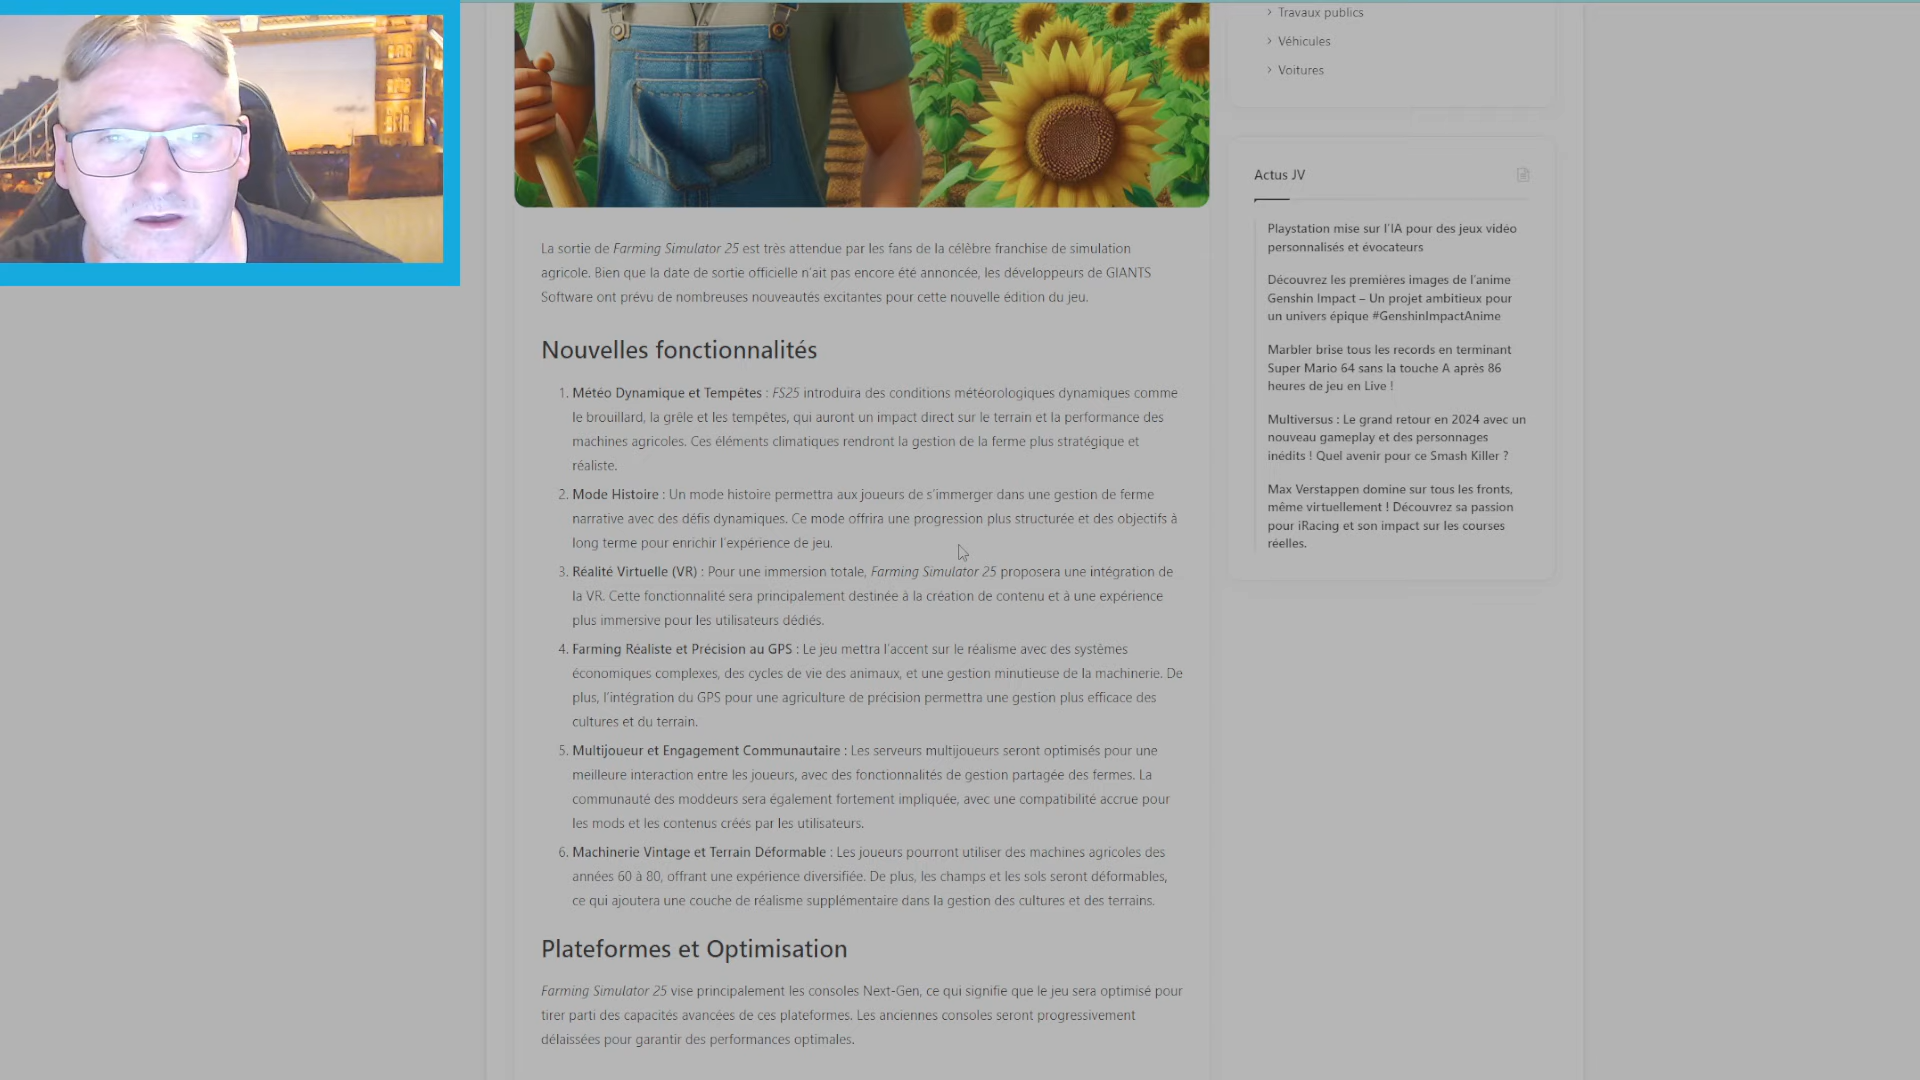 La sortie de Farming Simulator 25 est très attendue par les fans de la célèbre franchise de simulation
agricole. Bien que la date de sortie officielle n'ait pas encore été annoncée, les développeurs de GIANTS
Software ont prévu de nombreuses nouveautés excitantes pour cette nouvelle édition du jeu.
Nouvelles fonctionnalités
1. Météo Dynamique et Tempêtes : FS25 introduira des conditions météorologiques dynamiques comme
le brouillard, la grêle et les tempêtes, qui auront un impact direct sur le terrain et la performance des
machines agricoles. Ces éléments climatiques rendront la gestion de la ferme plus stratégique et
réaliste.
2. Mode Histoire : Un mode histoire permettra aux joueurs de s'immerger dans une gestion de ferme
narrative avec des défis dynamiques. Ce mode offrira une progression plus structurée et des objectifs à
long terme pour enrichir l'expérience de jeu.
3. Réalité Virtuelle (VR) : Pour une immersion totale, Farming Simulator 25 proposera une intégration de
la VR. Cette fonctionnalité sera principalement destinée à la création de contenu et à une expérience
plus immersive pour les utilisateurs dédiés.
4. Farming Réaliste et Précision au GPS : Le jeu mettra l'accent sur le réalisme avec des systèmes
économiques complexes, des cycles de vie des animaux, et une gestion minutieuse de la machinerie. De
plus, l'intégration du GPS pour une agriculture de précision permettra une gestion plus efficace des
cultures et du terrain.
5. Multijoueur et Engagement Communautaire : Les serveurs multijoueurs seront optimisés pour une
meilleure interaction entre les joueurs, avec des fonctionnalités de gestion partagée des fermes. La
communauté des moddeurs sera également fortement impliquée, avec une compatibilité accrue pour
les mods et les contenus créés par les utilisateurs.
6. Machinerie Vintage et Terrain Déformable : Les joueurs pourront utiliser des machines agricoles des
années 60 à 80, offrant une expérience diversifiée. De plus, les champs et les sols seront déformables,
ce qui ajoutera une couche de réalisme supplémentaire dans la gestion des cultures et des terrains.
Plateformes et Optimisation
Farming Simulator 25 vise principalement les consoles Next-Gen, ce qui signifie que le jeu sera optimisé pour
tirer parti des capacités avancées de ces plateformes. Les anciennes consoles seront progressivement
délaissées pour garantir des performances optimales.
> Travaux publics
> Véhicules
> Voitures
Actus JV
Playstation mise sur l'IA pour des jeux vidéo
personnalisés et évocateurs
Découvrez les premières images de l'anime
Genshin Impact – Un projet ambitieux pour
un univers épique #GenshinImpactAnime
Marbler brise tous les records en terminant
Super Mario 64 sans la touche A après 86
heures de jeu en Live !
Multiversus : Le grand retour en 2024 avec un
nouveau gameplay et des personnages
inédits ! Quel avenir pour ce Smash Killer ?
Max Verstappen domine sur tous les fronts,
même virtuellement ! Découvrez sa passion
pour iRacing et son impact sur les courses
réelles.